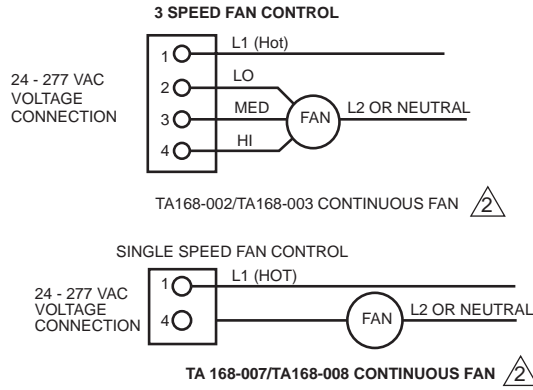 3 SPEED FAN CONTROL
24 - 277 VAC
VOLTAGE
CONNECTION
1
L1 (Hot)
2
LO
3
MED
4
HI
FAN
L2 OR NEUTRAL
TA168-002/TA168-003 CONTINUOUS FAN 2
SINGLE SPEED FAN CONTROL
24 - 277 VAC
VOLTAGE
CONNECTION
1
L1 (HOT)
4
FAN
L2 OR NEUTRAL
TA 168-007/TA168-008 CONTINUOUS FAN 2